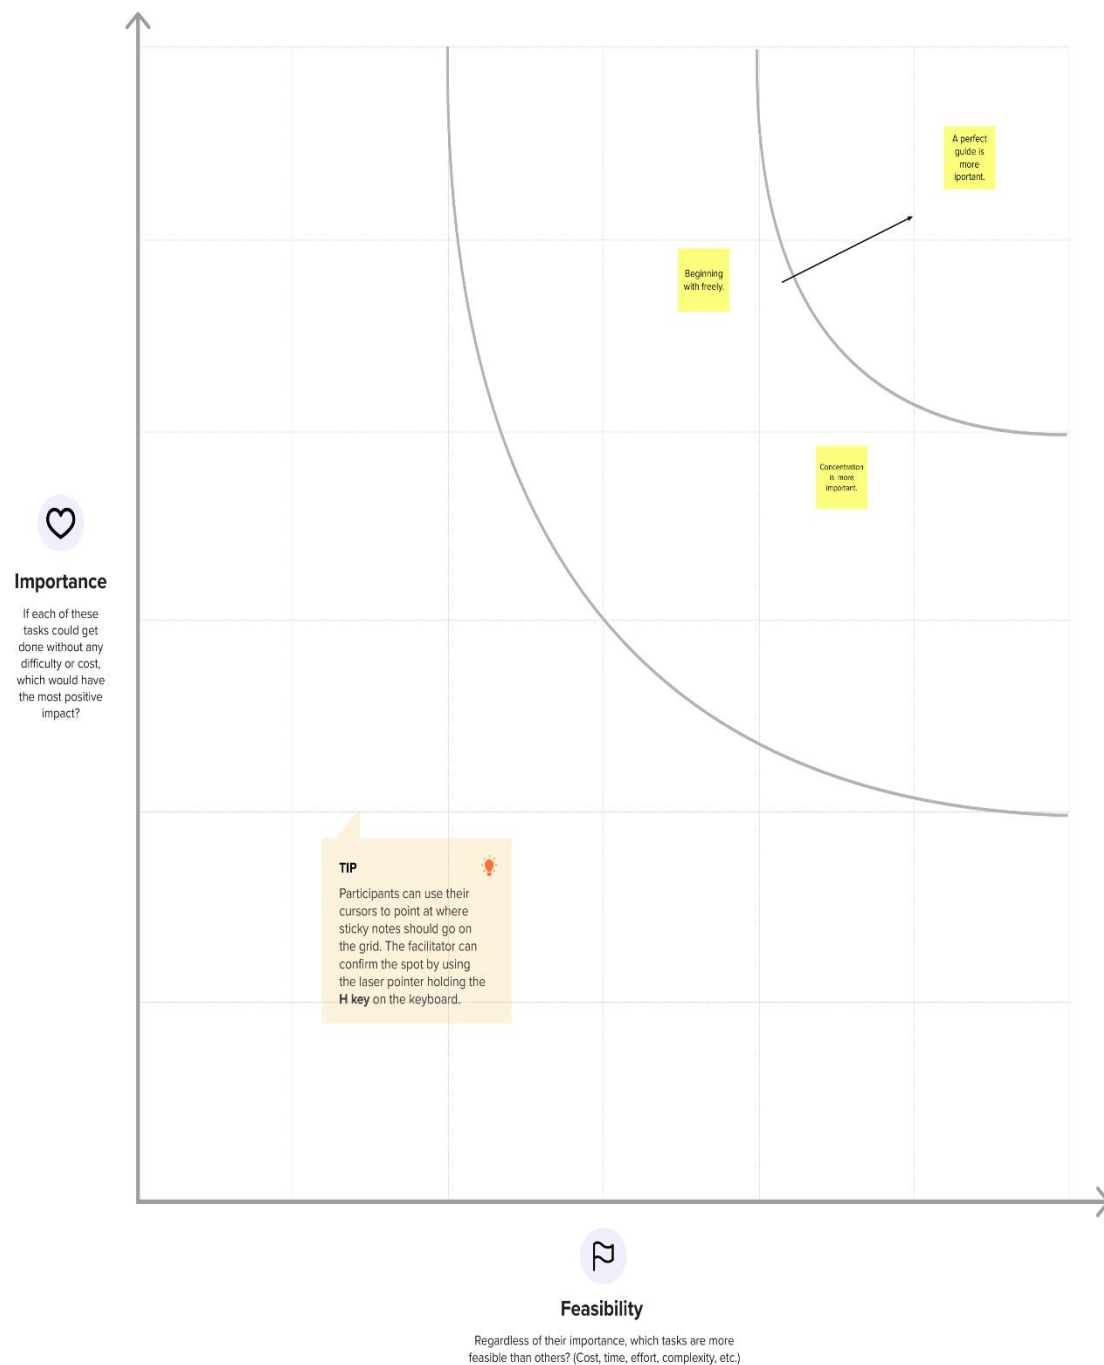 A perfect
guide is
more
iportant.
Beginning
with freely.
Concentration
is more
important.
Importance
If each of these
tasks could get
done without any
difficulty or cost,
which would have
the most positive
impact?
TIP
Participants can use their
cursors to point at where
sticky notes should go on
the grid. The facilitator can
confirm the spot by using
the laser pointer holding the
H key on the keyboard.
Feasibility
Regardless of their importance, which tasks are more
feasible than others? (Cost, time, effort, complexity, etc.)